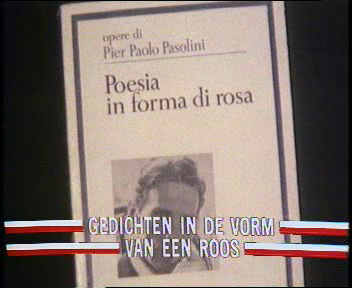 opere di
Pier Paolo Pasolini
Poesia
in forma di rosa
GEDICHTEN IN DE VORM
VAN EEN ROOS